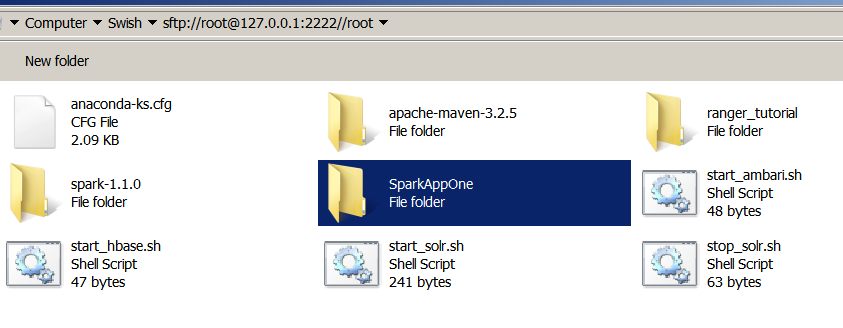 Computer Swish sftp://root@127.0.0.1:2222//root
New folder
anaconda-ks.cfg
CFG File
2.09 KB
apache-maven-3.2.5
File folder
ranger_tutorial
File folder
spark-1.1.0
File folder
SparkAppOne
File folder
start_ambari.sh
Shell Script
48 bytes
start_hbase.sh
Shell Script
47 bytes
start_solr.sh
Shell Script
241 bytes
stop_solr.sh
Shell Script
63 bytes